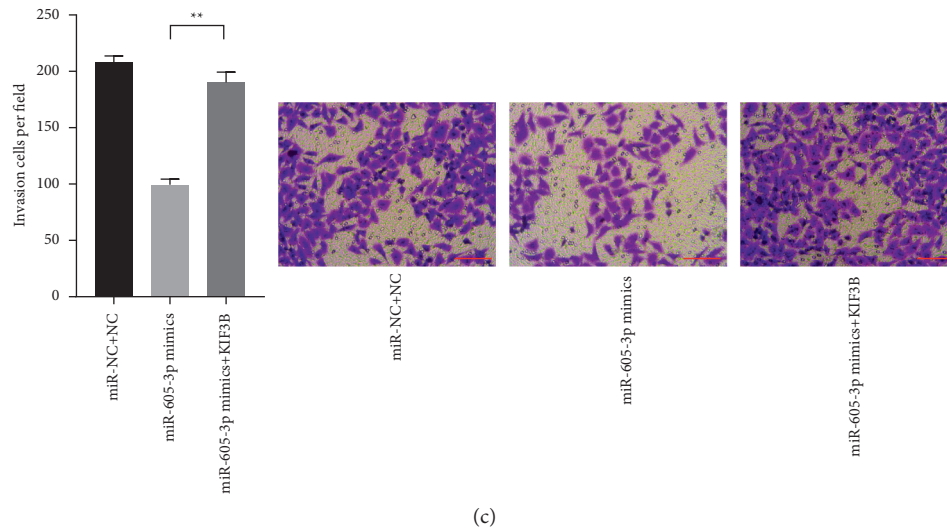 250
200
150
100
50
0
Invasion cells per field
**
miR-NC+NC
miR-605-3p mimics
miR-605-3p mimics+KIF3B
miR-NC+NC
miR-605-3p mimics
miR-605-3p mimics+KIF3B
(c)